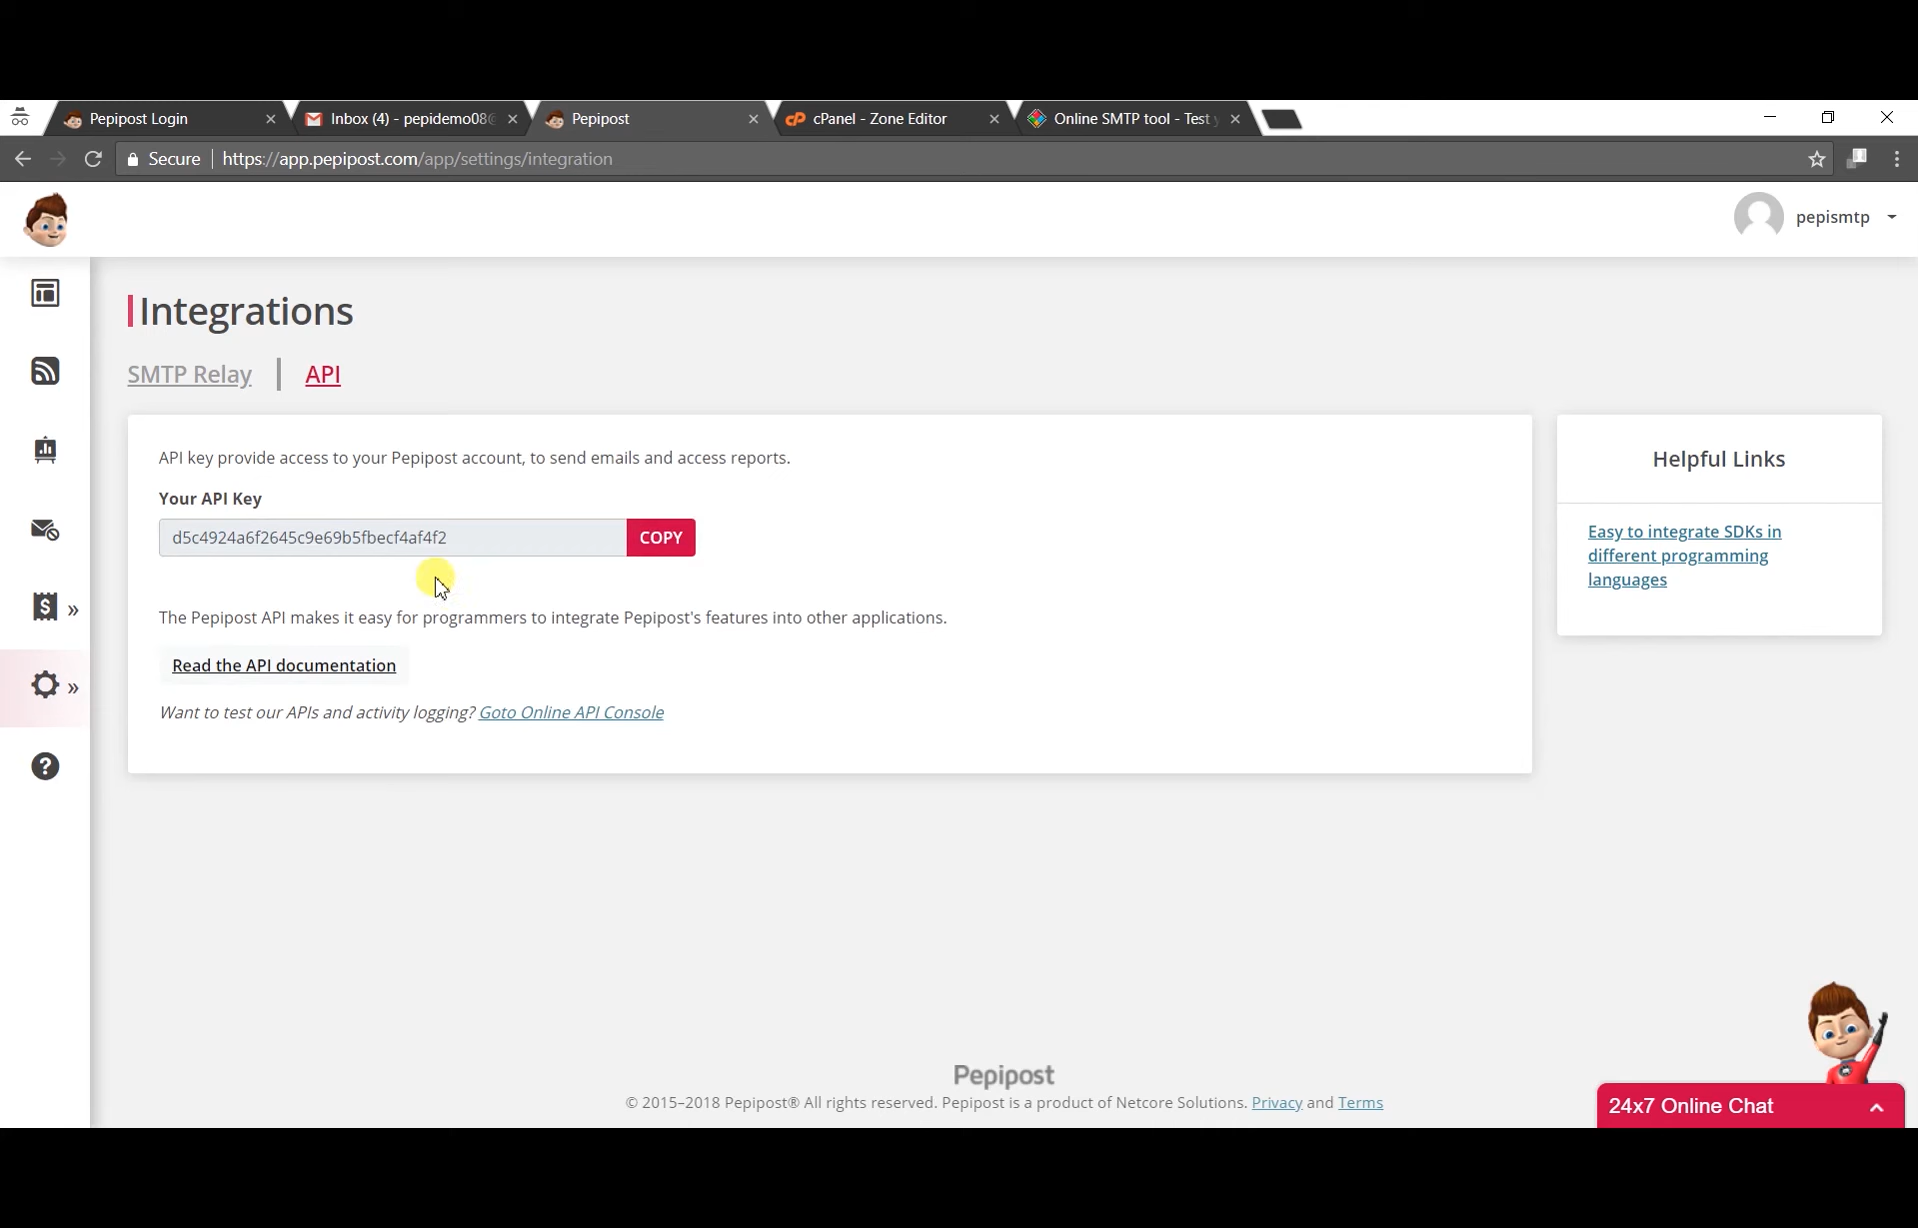 Pepipost Login
Inbox (4) - pepidemo08@
Pepipost
cPanel - Zone Editor
Online SMTP tool - Test y
Secure
https://app.pepipost.com/app/settings/integration
pepismtp
Integrations
SMTP Relay
API
API key provide access to your Pepipost account, to send emails and access reports.
Your API Key
d5c4924a6f2645c9e69b5fbecf4af4f2
COPY
The Pepipost API makes it easy for programmers to integrate Pepipost's features into other applications.
Read the API documentation
Want to test our APIs and activity logging? Goto Online API Console
Helpful Links
Easy to integrate SDKs in
different programming
languages
Pepipost
© 2015–2018 Pepipost® All rights reserved. Pepipost is a product of Netcore Solutions. Privacy and Terms
24x7 Online Chat